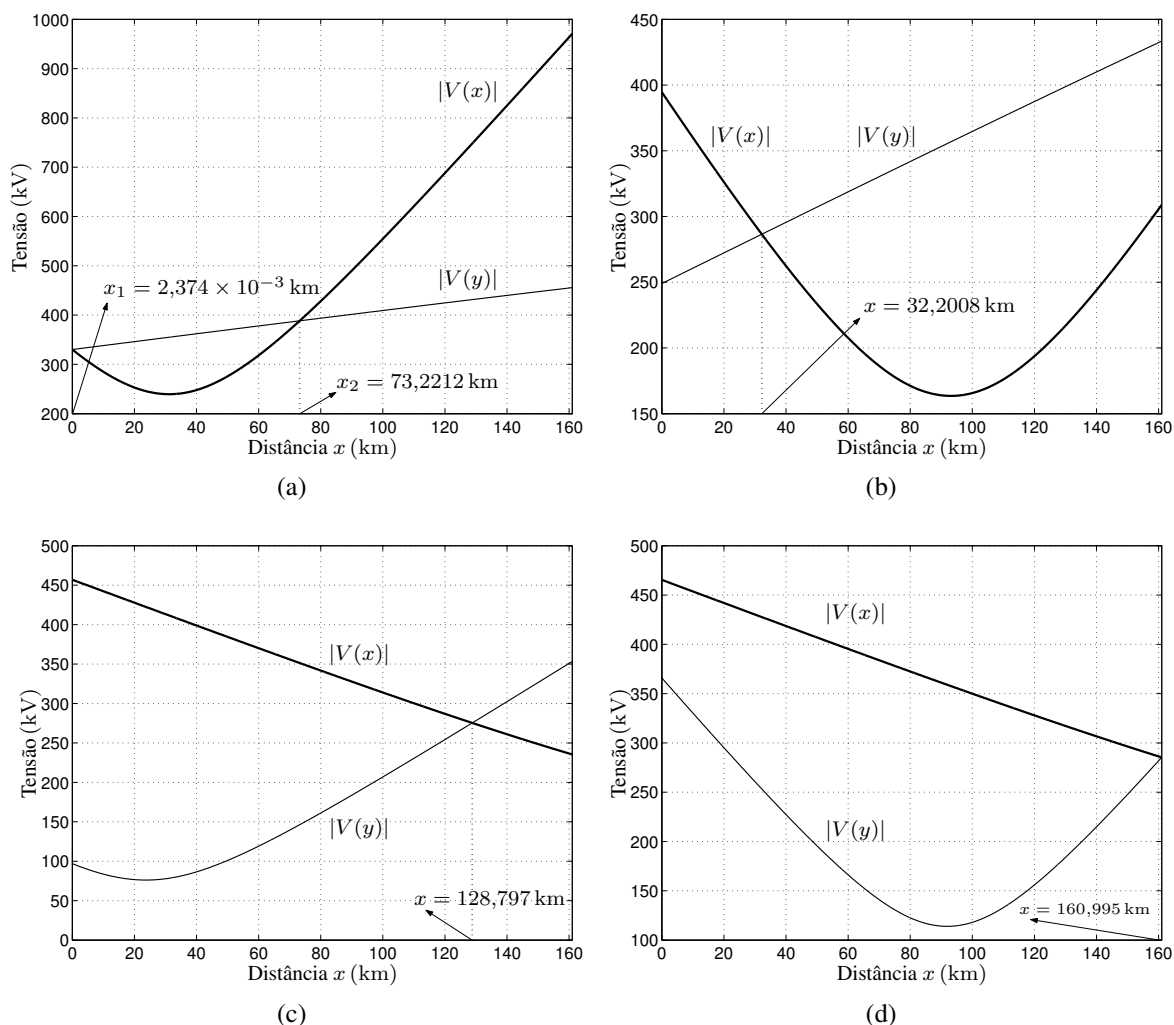 1000
900
800
700
600
500
400
300
200
0 20 40 60 80 100 120 140 160
Tensão (kV)
Distância x (km)
|V(x)|
|V(y)|
x₁ = 2,374 × 10⁻³ km
x₂ = 73,2212 km
(a)
450
400
350
300
250
200
150
0 20 40 60 80 100 120 140 160
Tensão (kV)
Distância x (km)
|V(x)|
|V(y)|
x = 32,2008 km
(b)
500
450
400
350
300
250
200
150
100
50
0
0 20 40 60 80 100 120 140 160
Tensão (kV)
Distância x (km)
|V(x)|
|V(y)|
x = 128,797 km
(c)
500
450
400
350
300
250
200
150
100
0 20 40 60 80 100 120 140 160
Tensão (kV)
Distância x (km)
|V(x)|
|V(y)|
x = 160,995 km
(d)